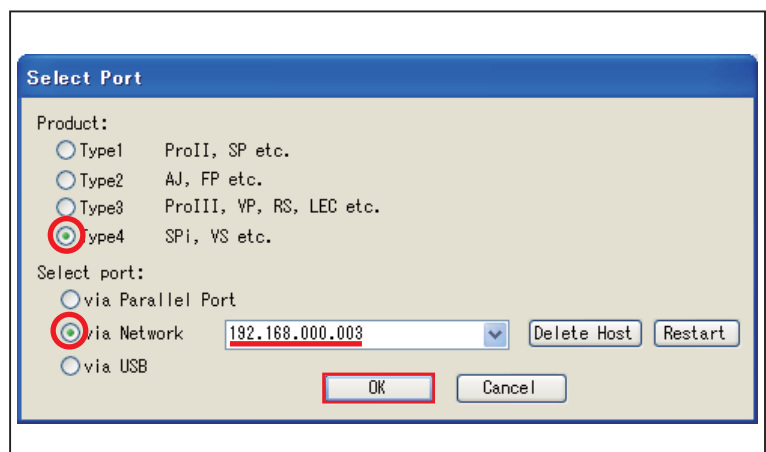 Select Port
Product:
Type1 ProII, SP etc.
Type2 AJ, FP etc.
Type3 ProIII, VP, RS, LEC etc.
Type4 SPi, VS etc.
Select port:
via Parallel Port
via Network 192.168.000.003 Delete Host Restart
via USB
OK Cancel